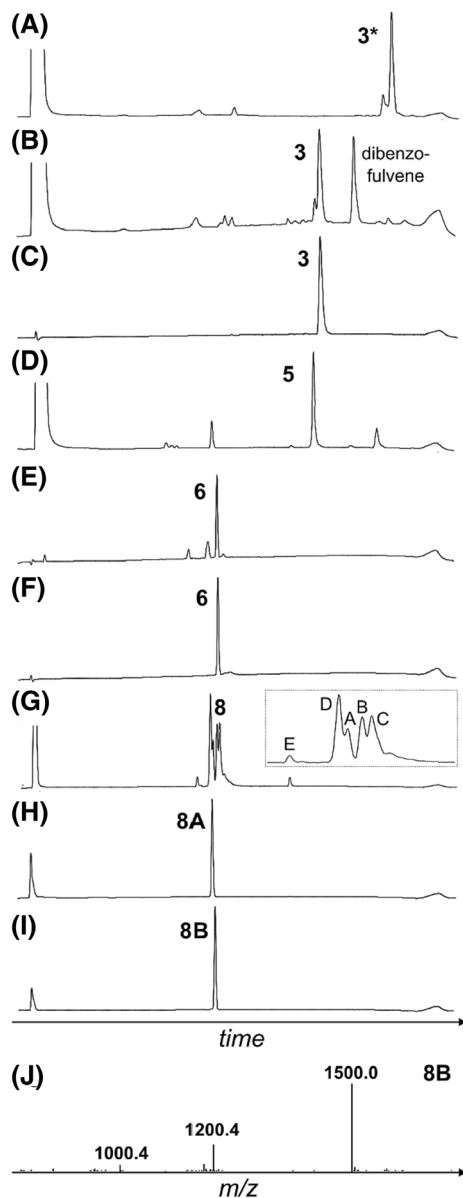 (A)
3*
(B)
3
dibenzo-
fulvene
(C)
3
(D)
5
(E)
6
(F)
6
(G)
8
D
A
B
C
E
(H)
8A
(I)
8B
time
(J)
1500.0
8B
1200.4
1000.4
m/z